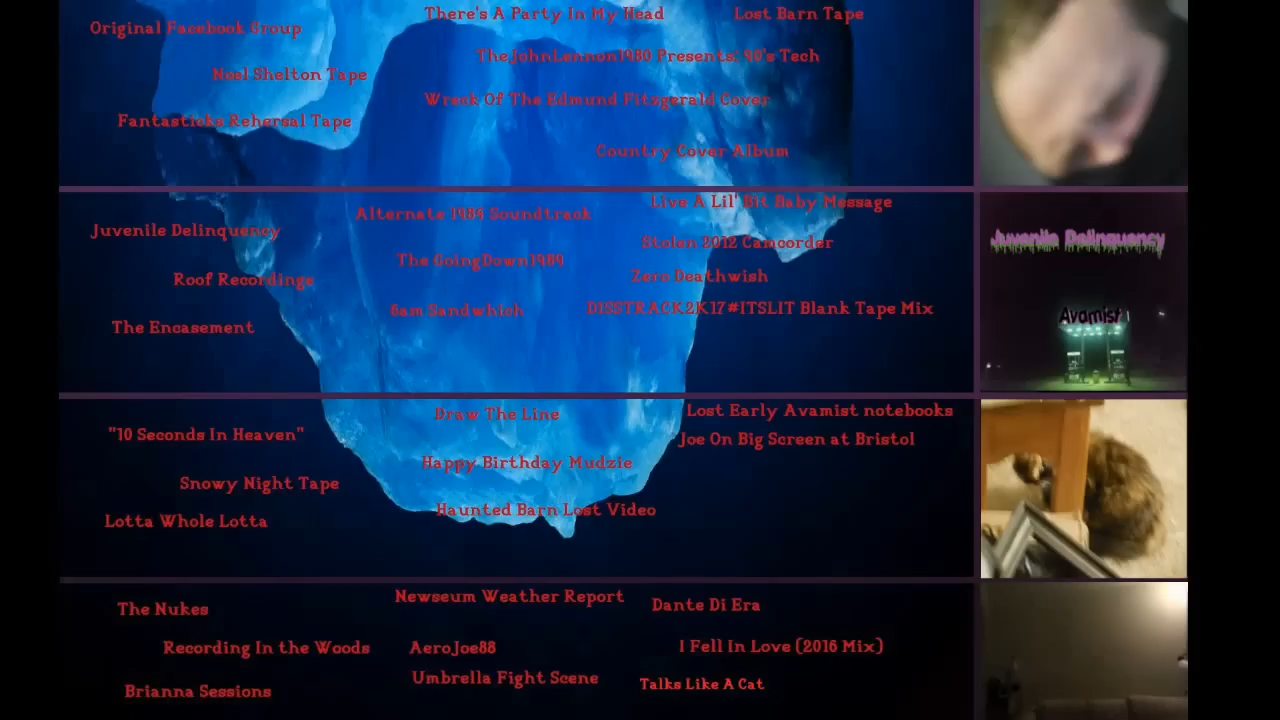 There's A Party In My Head
Lost Barn Tape
Original Facebook Group
TheJohnLennon1980 Presents: 90's Tech
Noel Shelton Tape
Wreck Of The Edmund Fitzgerald Cover
Fantasticks Rehersal Tape
Country Cover Album
Live A Lil' Bit Baby Message
Alternate 1984 Soundtrack
Juvenile Delinquency
Stolen 2012 Camcorder
The GoingDown1989
Zero Deathwish
Roof Recordings
6am Sandwhich
DISSTRACK2K17#ITSLIT Blank Tape Mix
The Encasement
Juvenile Delinquency
Avamist
Draw The Line
Lost Early Avamist notebooks
"10 Seconds In Heaven"
Joe On Big Screen at Bristol
Happy Birthday Mudzie
Snowy Night Tape
Haunted Barn Lost Video
Lotta Whole Lotta
Newseum Weather Report
Dante Di Era
The Nukes
Recording In the Woods
AeroJoe88
I Fell In Love (2016 Mix)
Umbrella Fight Scene
Talks Like A Cat
Brianna Sessions